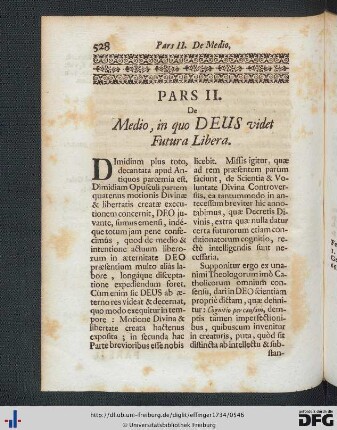 528 Pars II. De Medio,
PARS II.
De
Medio, in quo DEUS videt
Futura Libera.
Dimidium plus toto,
decantata apud An-
tiquos parœmia est,
Dimidiam Opusculi partem
quatenus motionis Divinæ
& libertatis creatæ execu-
tionem concernit, DEO ju-
vante, sumus emensi, inde-
que totum jam pene confe-
cimus, quod de medio &
intentione actuum libero-
rum in æternitate DEO
præsentium multo alias la-
bore, longâque disceptatio-
ne expediendum foret.
Cum enim sic DEUS ab æ-
terno res videat & decernat,
quo modo exequitur in tem-
pore: Motione Divina &
libertate creata hactenus
exposita; in secunda hac
Parte brevioribus esse nobis
licebit. Missis igitur, quæ
ad rem præsentem parum
faciunt, de Scientia & Vo-
luntate Divina Controver-
siis, ea tantummodo in an-
tecessum breviter hîc anno-
tabimus, quæ Decretis Di-
vinis, extra quæ nulla datur
certa futurorum etiam con-
ditionatorum cognitio, re-
ctè intelligendis sunt ne-
cessaria.
Supponitur ergo ex una-
nimi Theologorum imò Ca-
tholicorum omnium con-
sensu, dari in DEO scientiam
propriè dictam, quæ defini-
tur: Cognitio per causam, dem-
ptis tamen imperfectioni-
bus, quibuscum invenitur
in creaturis, puta, quòd sit
distincta ab intellectu & sub-
stan-
http://dl.ub.uni-freiburg.de/diglit/effinger1734/0546
© Universitätsbibliothek Freiburg
gefördert durch die
DFG